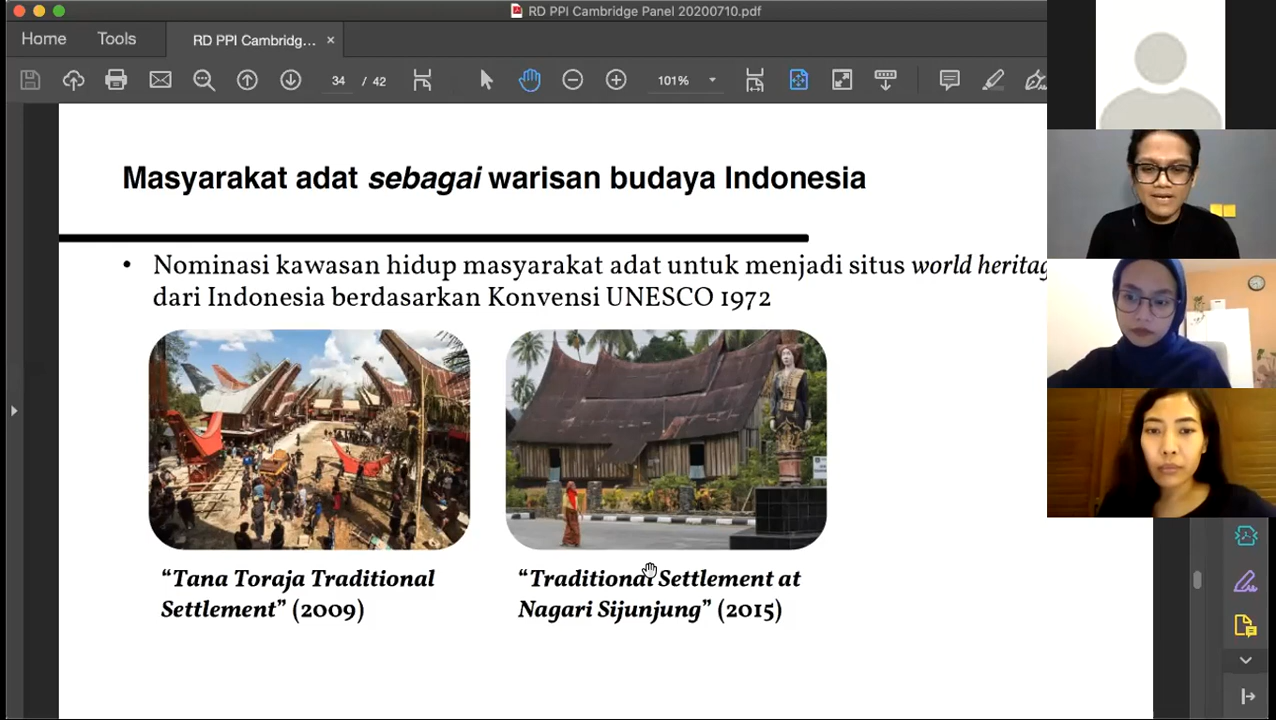 RD PPI Cambridge Panel 20200710.pdf
Home
Tools
RD PPI Cambridg... ×
34 / 42
101%
Masyarakat adat sebagai warisan budaya Indonesia
• Nominasi kawasan hidup masyarakat adat untuk menjadi situs world heritag
dari Indonesia berdasarkan Konvensi UNESCO 1972
“Tana Toraja Traditional
Settlement” (2009)
“Traditional Settlement at
Nagari Sijunjung” (2015)